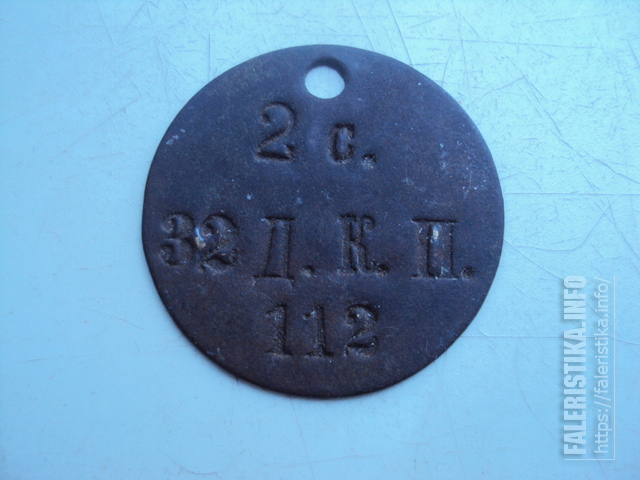 2 с.
32 Д. К. П.
112
FALERISTIKA.INFO
https://faleristika.info/